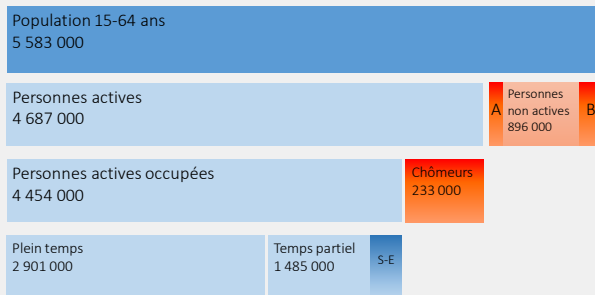 Population 15-64 ans
5 583 000
Personnes actives
4 687 000
A
Personnes
non actives
896 000
B
Personnes actives occupées
4 454 000
Chômeurs
233 000
Plein temps
2 901 000
Temps partiel
1 485 000
S-E